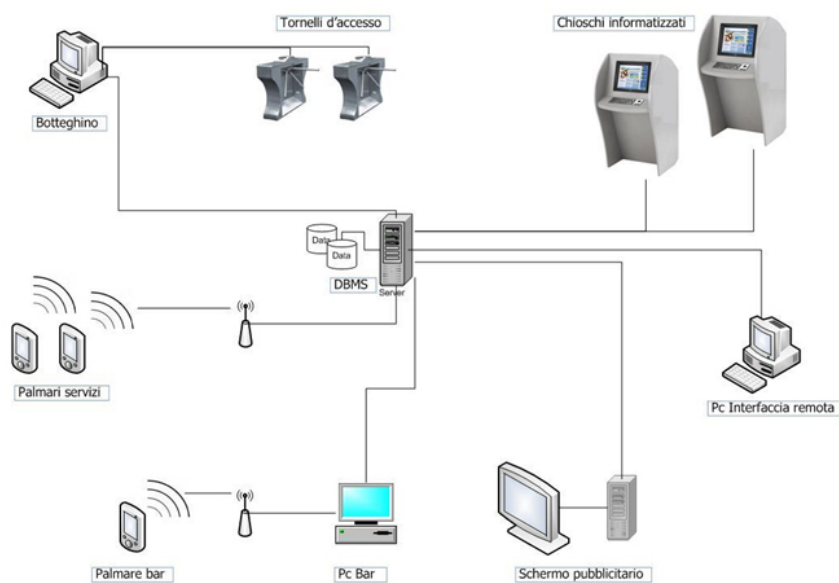 Tornelli d'accesso
Chioschi informatizzati
Botteghino
Data
Data
DBMS
Server
Palmari servizi
Pc Interfaccia remota
Palmare bar
Pc Bar
Schermo pubblicitario